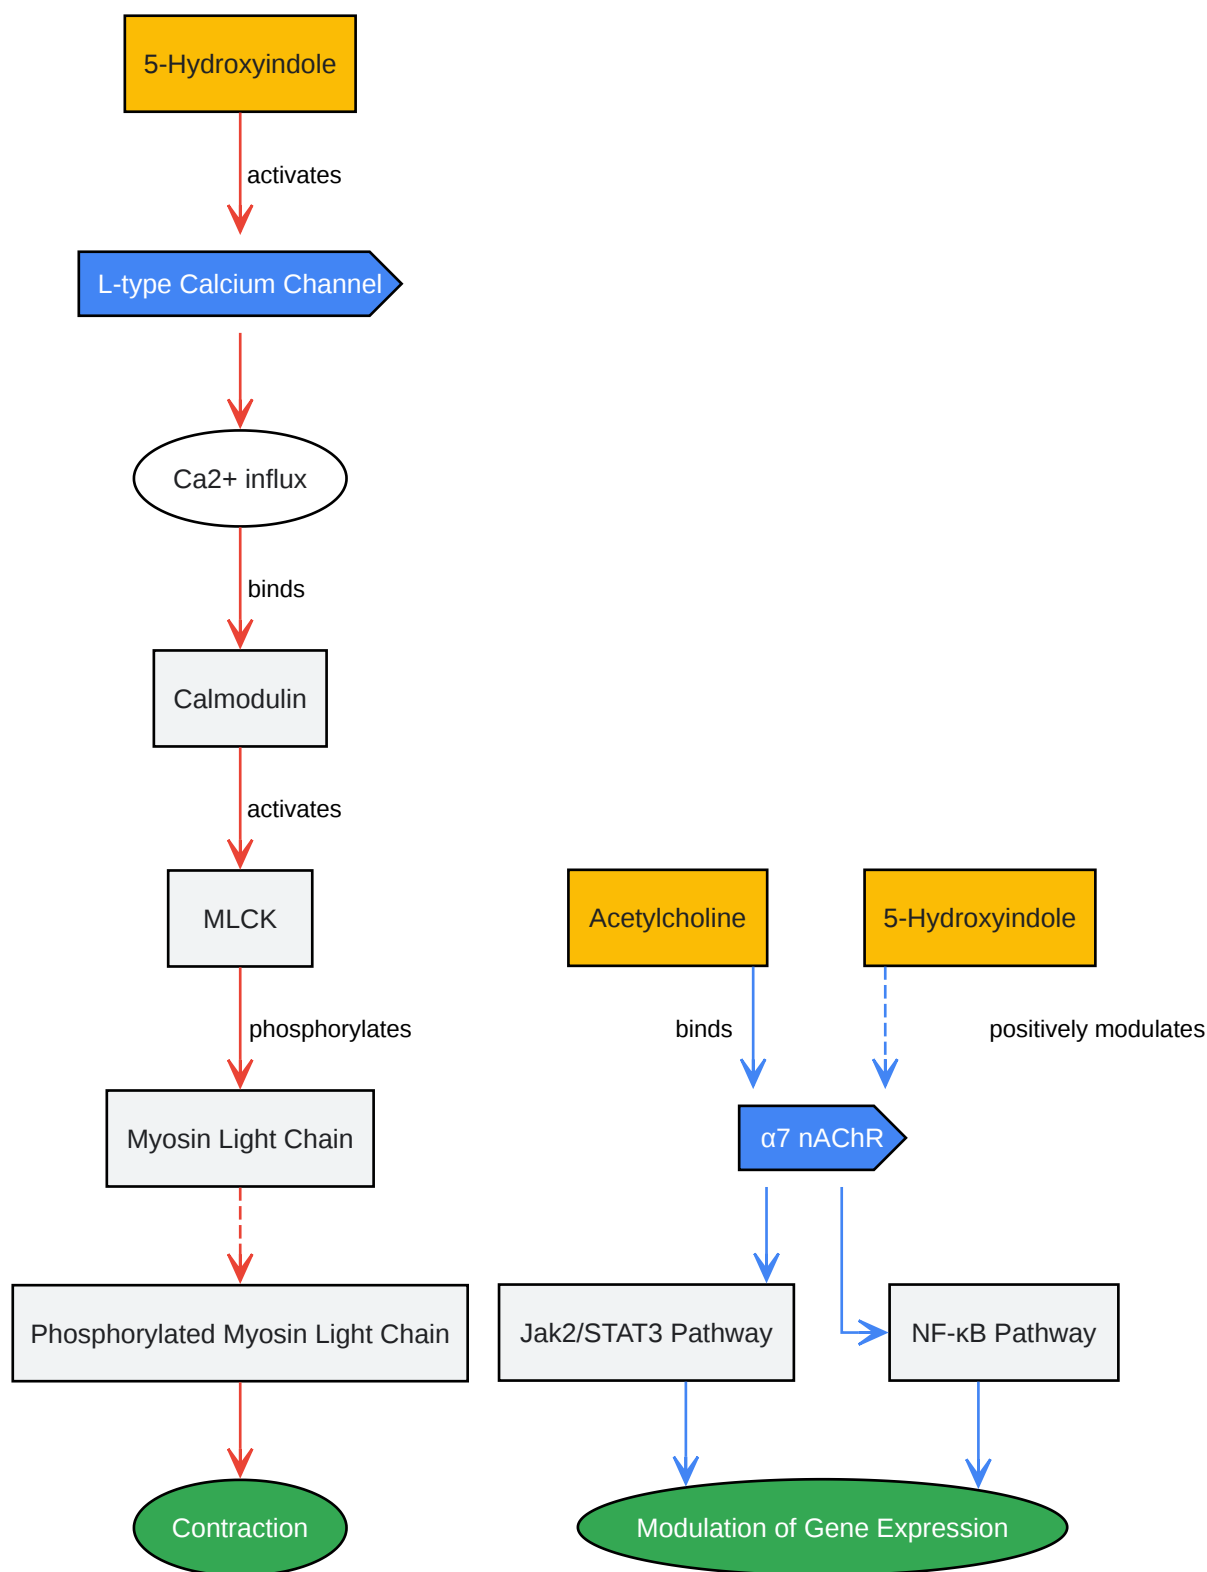 5-Hydroxyindole
activates
L-type Calcium Channel
Ca2+ influx
binds
Calmodulin
activates
MLCK
phosphorylates
Myosin Light Chain
Phosphorylated Myosin Light Chain
Contraction
Acetylcholine
5-Hydroxyindole
binds
positively modulates
α7 nAChR
Jak2/STAT3 Pathway
NF-κB Pathway
Modulation of Gene Expression